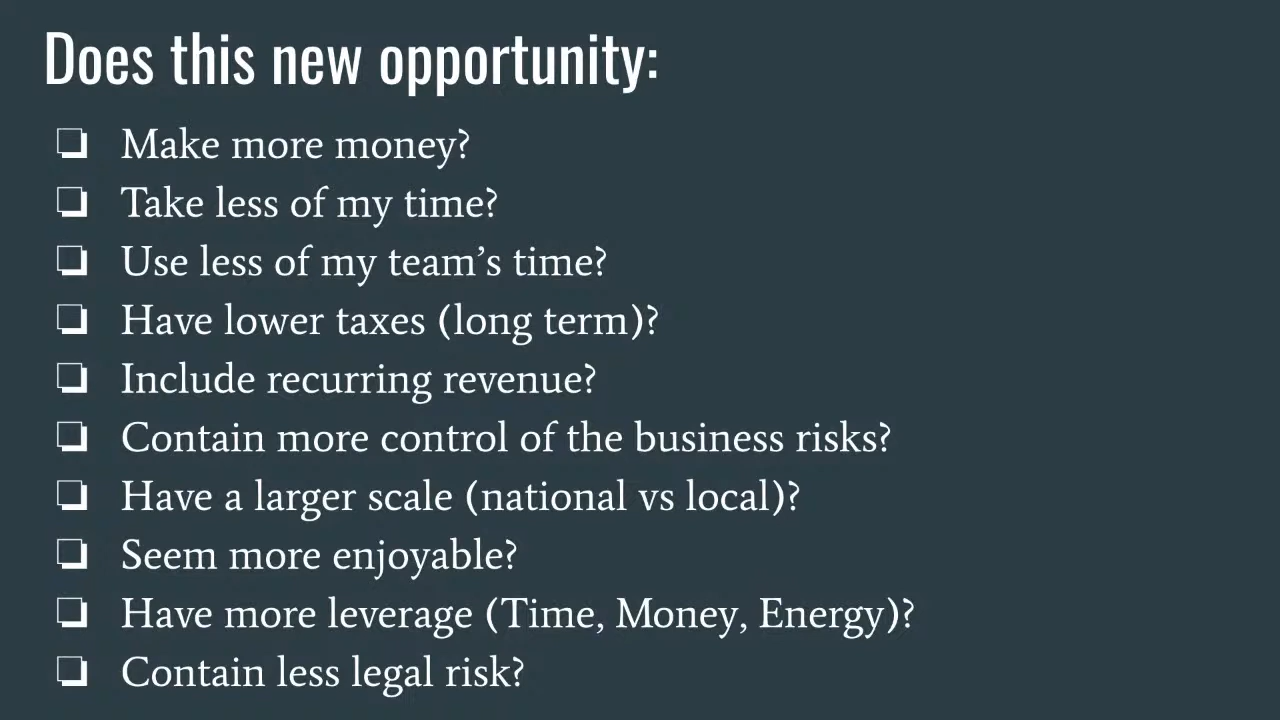 Does this new opportunity:
❏ Make more money?
❏ Take less of my time?
❏ Use less of my team’s time?
❏ Have lower taxes (long term)?
❏ Include recurring revenue?
❏ Contain more control of the business risks?
❏ Have a larger scale (national vs local)?
❏ Seem more enjoyable?
❏ Have more leverage (Time, Money, Energy)?
❏ Contain less legal risk?